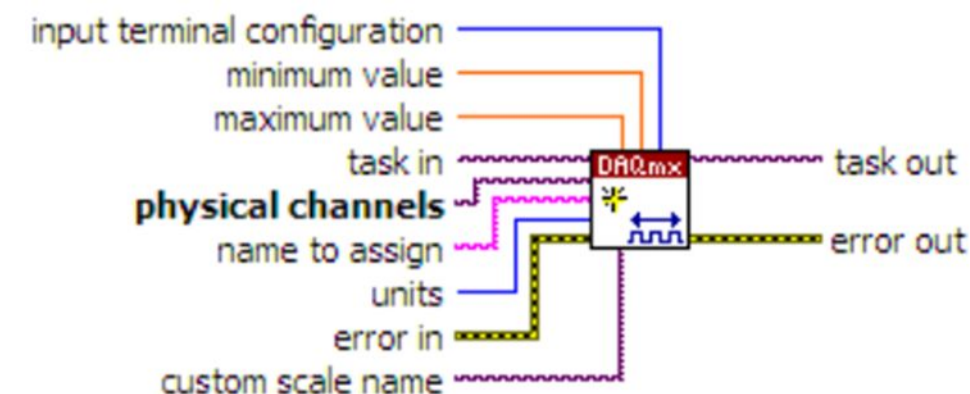 input terminal configuration
minimum value
maximum value
task in
physical channels
name to assign
units
error in
custom scale name
DAQmx
task out
error out